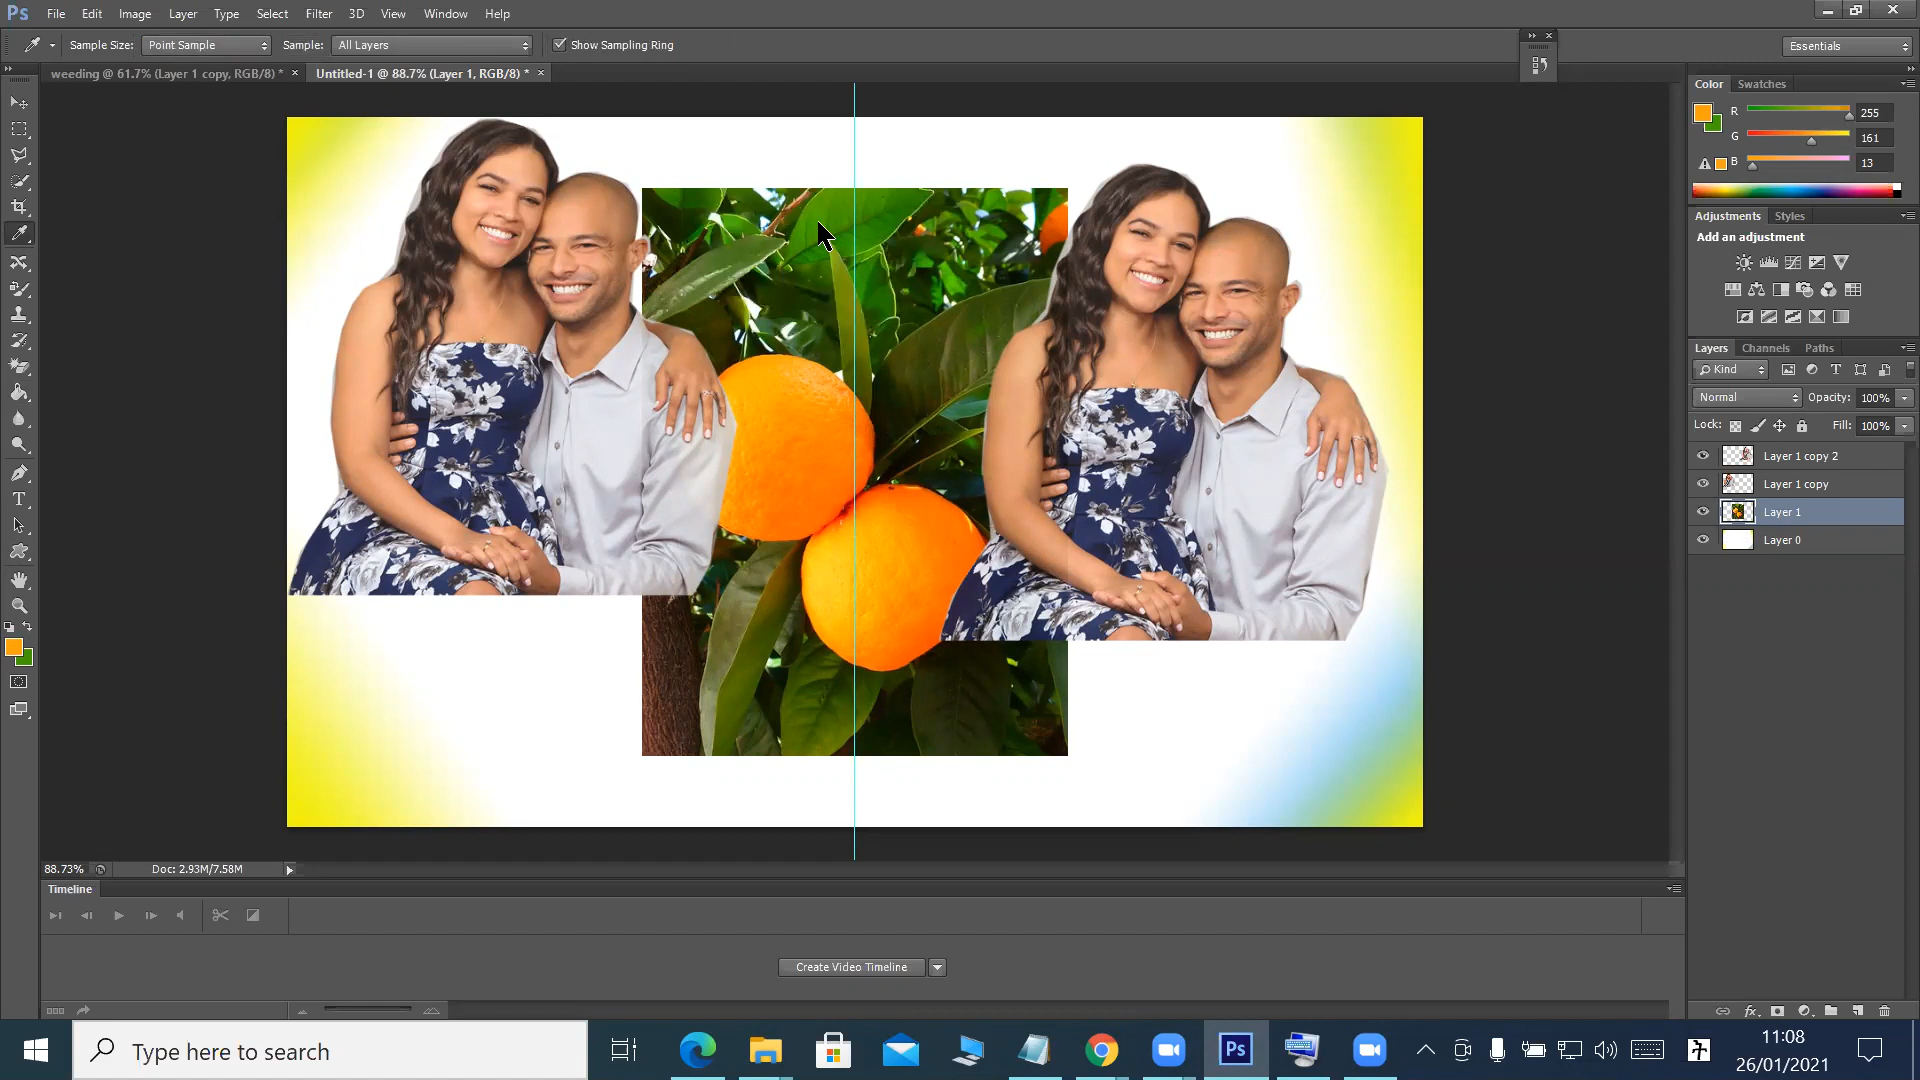 Ps File Edit Image Layer Type Select Filter 3D View Window Help
Sample Size: Point Sample Sample: All Layers Show Sampling Ring Essentials
weeding @ 61.7% (Layer 1 copy, RGB/8) * × Untitled-1 @ 88.7% (Layer 1, RGB/8) * ×
Color Swatches
R 255
G 161
B 13
Adjustments Styles
Add an adjustment
Layers Channels Paths
Kind
Normal Opacity: 100%
Lock: Fill: 100%
Layer 1 copy 2
Layer 1 copy
Layer 1
Layer 0
88.73% Doc: 2.93M/7.58M
Timeline
Create Video Timeline
Type here to search
Ps
11:08
26/01/2021